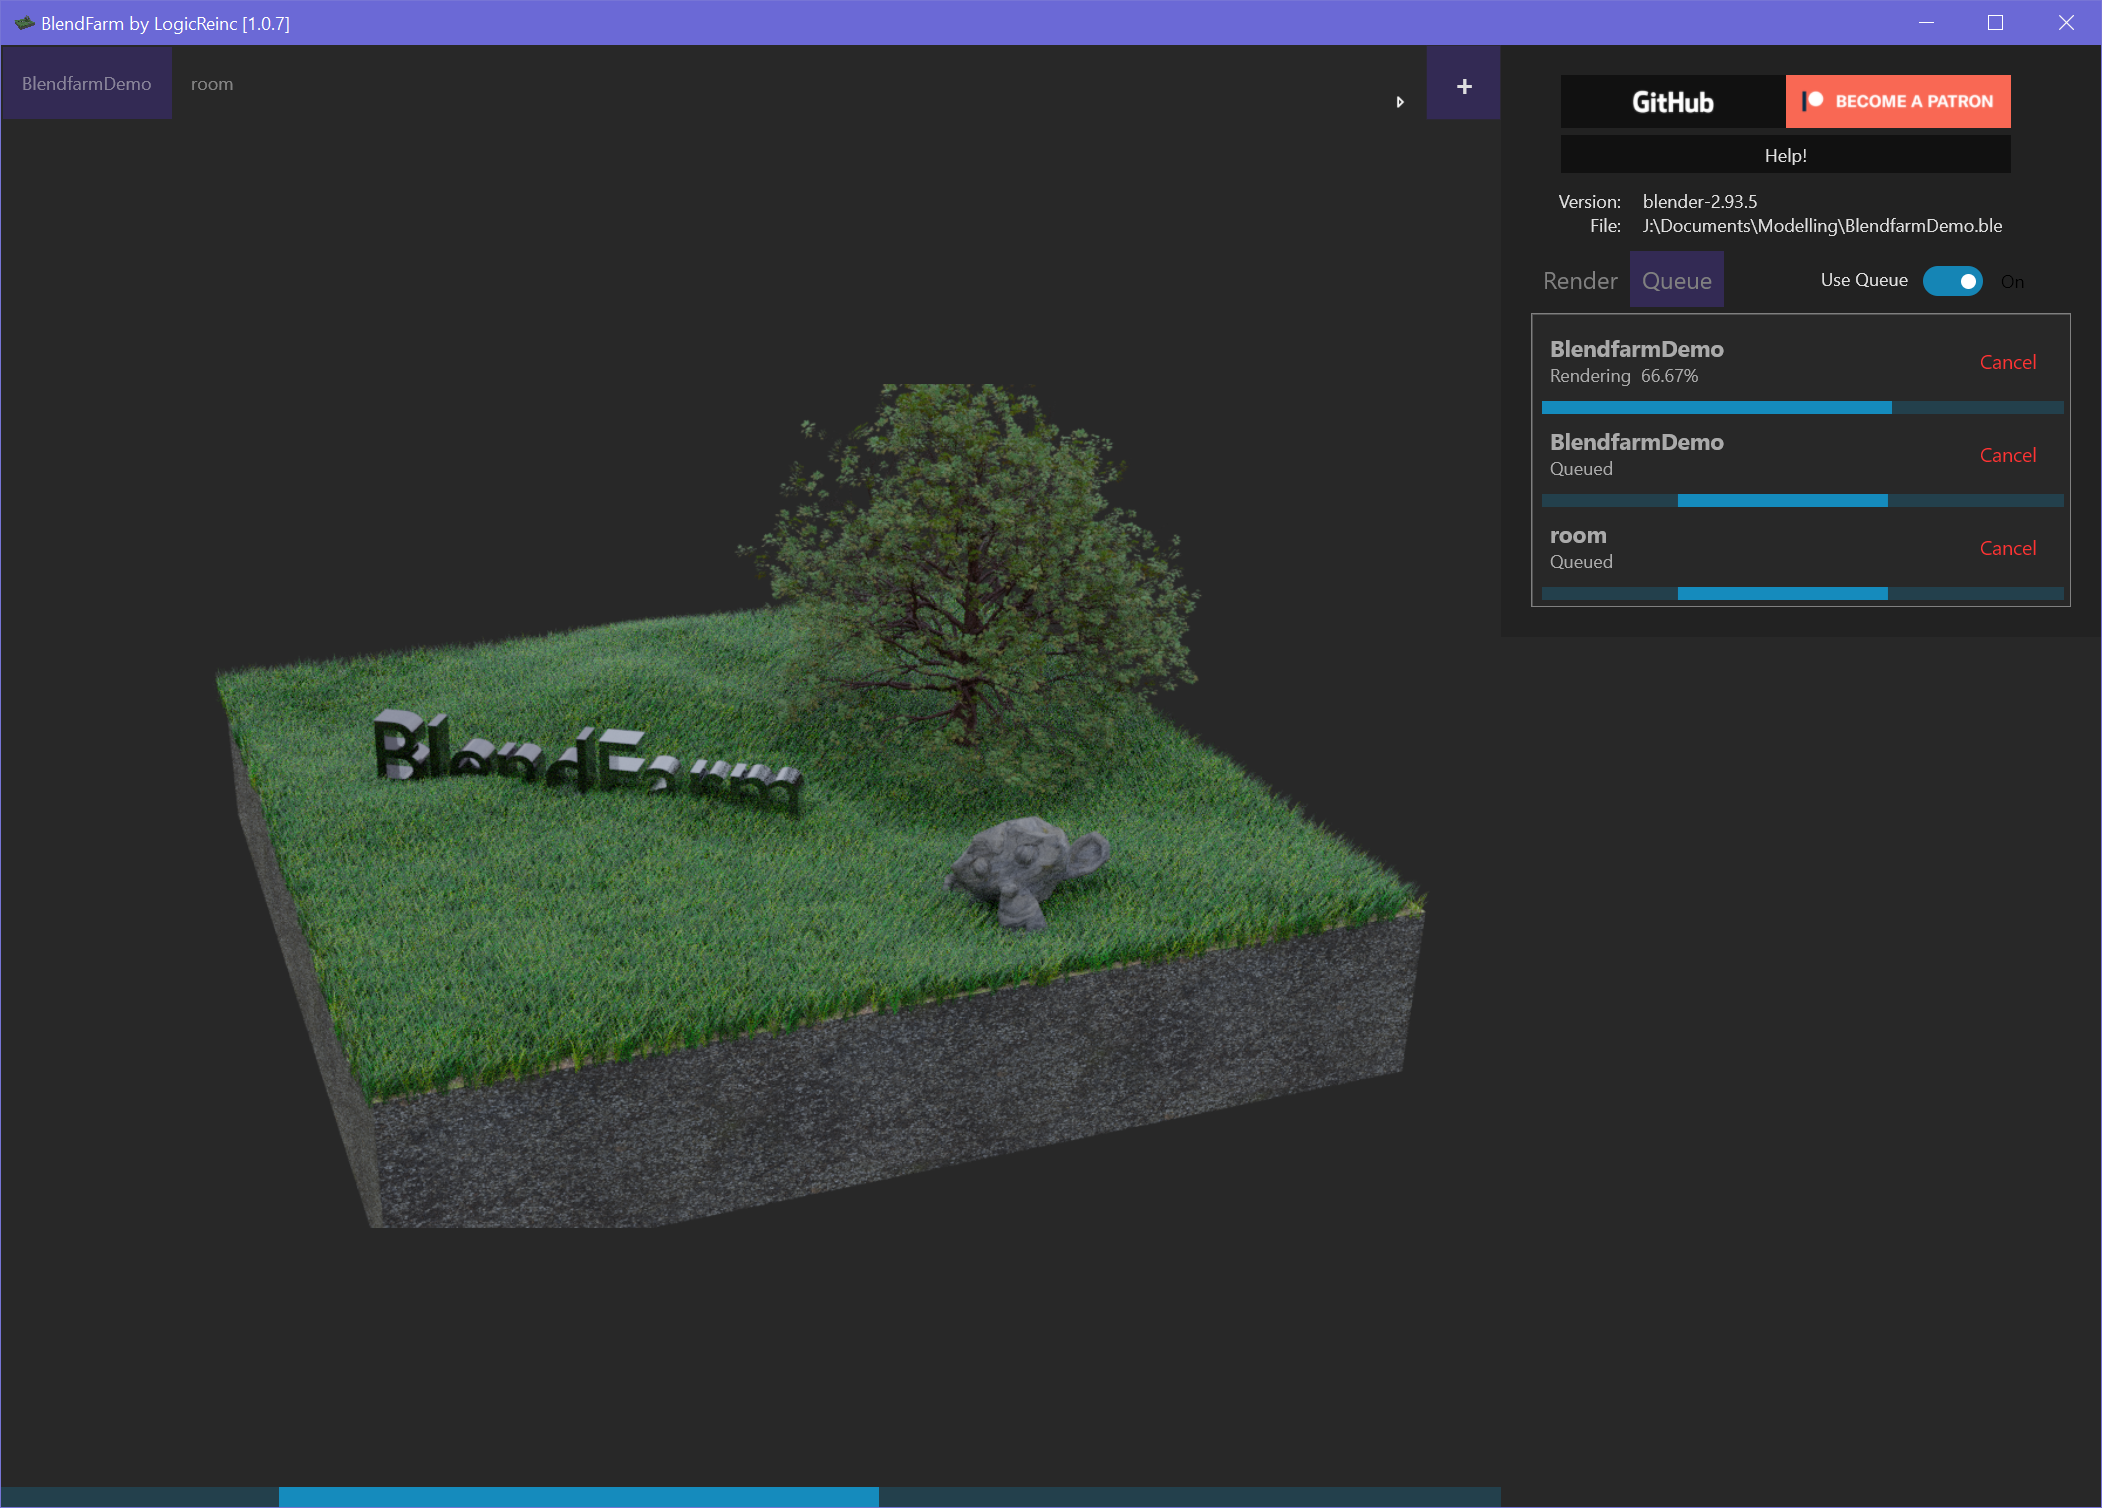 BlendFarm by LogicReinc [1.0.7]
BlendfarmDemo room
+
GitHub BECOME A PATRON
Help!
Version: blender-2.93.5
File: J:\Documents\Modelling\BlendfarmDemo.ble
Render Queue Use Queue On
BlendfarmDemo
Rendering 66.67%
Cancel
BlendfarmDemo
Queued
Cancel
room
Queued
Cancel
BlendFarm